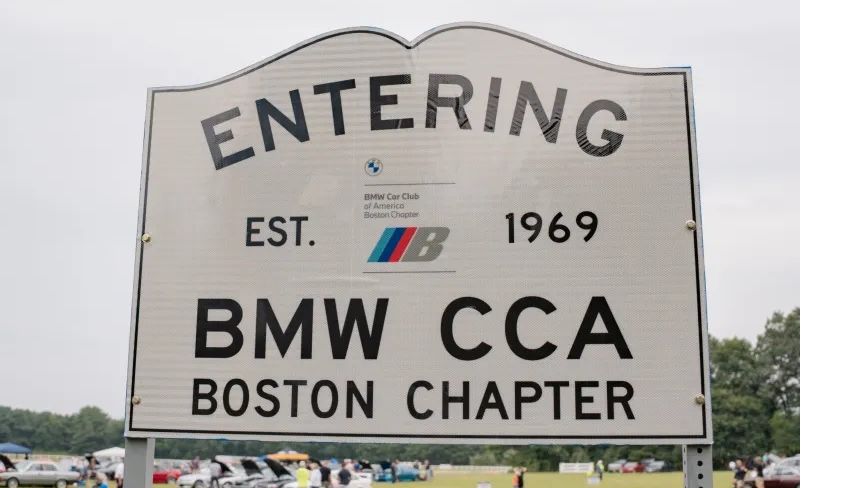 ENTERING
BMW Car Club
of America
Boston Chapter
EST. 1969
B
BMW CCA
BOSTON CHAPTER